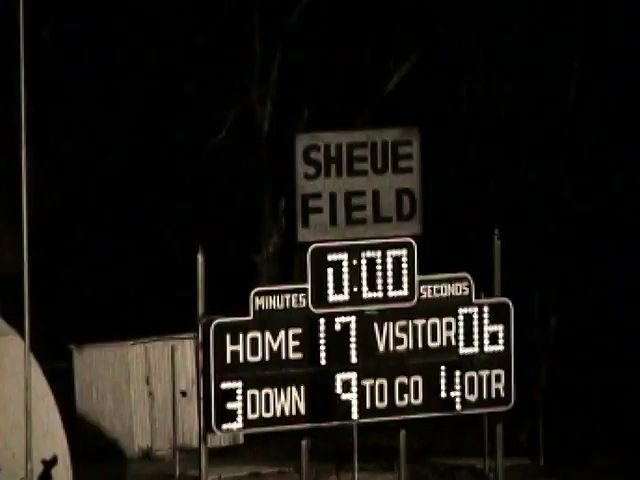 SHEUE
FIELD
0:00
MINUTES SECONDS
HOME 17 VISITOR 06
3 DOWN 9 TO GO 4 QTR